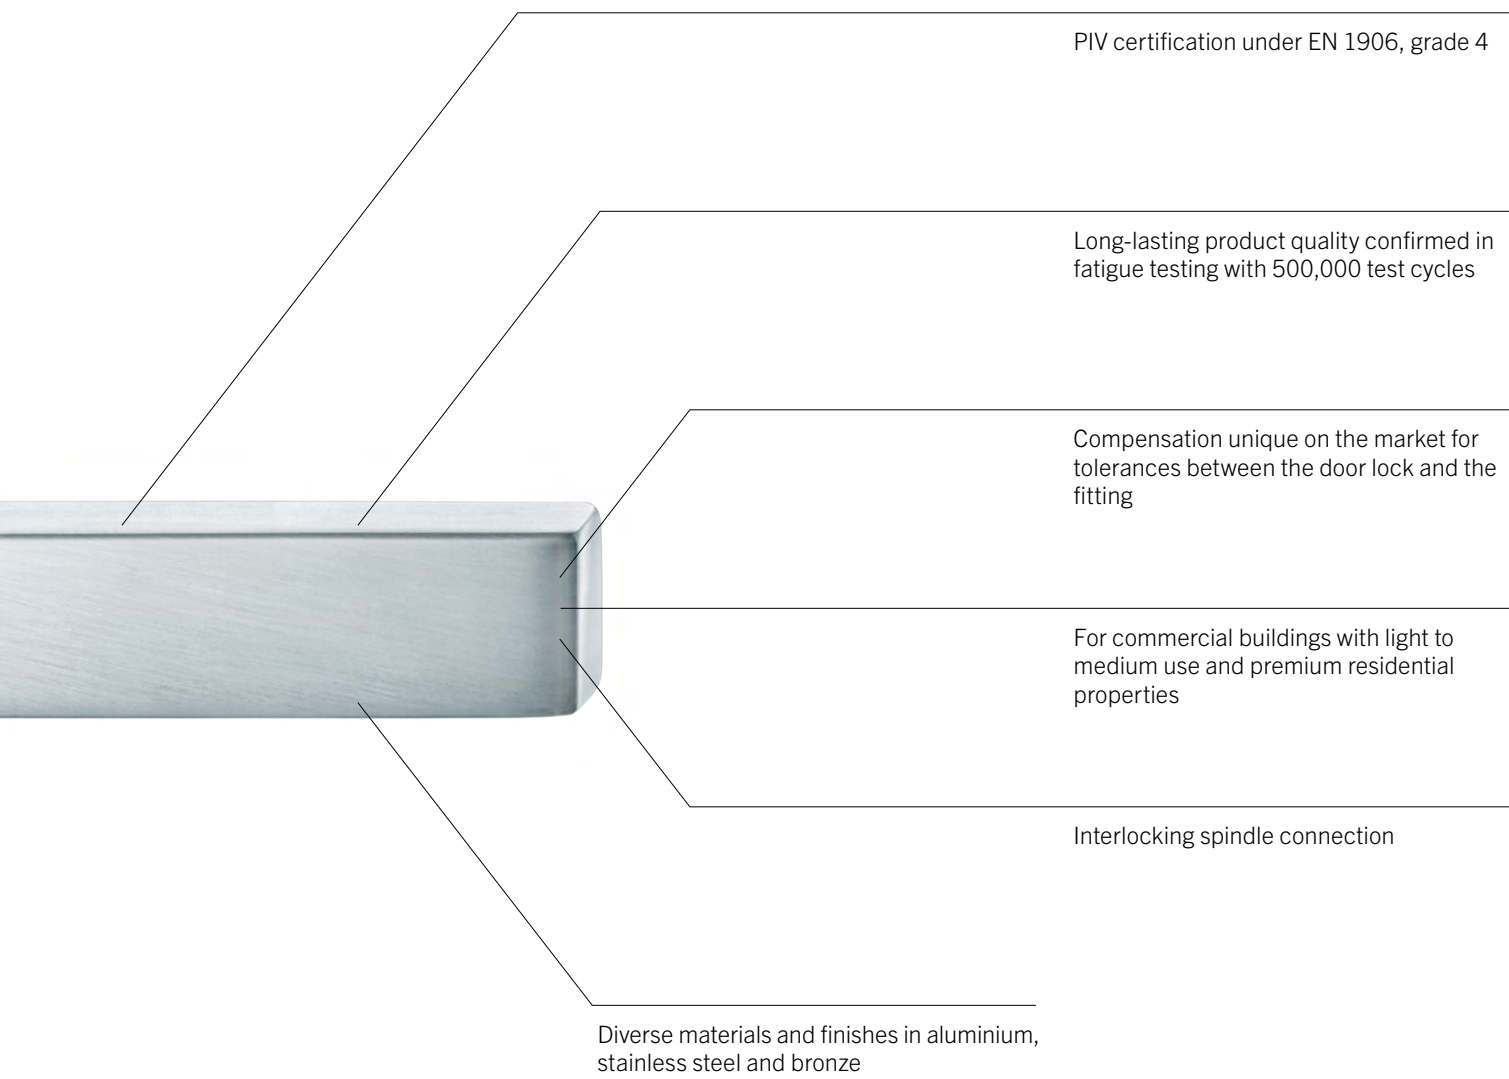 PIV certification under EN 1906, grade 4
Long-lasting product quality confirmed in
fatigue testing with 500,000 test cycles
Compensation unique on the market for
tolerances between the door lock and the
fitting
For commercial buildings with light to
medium use and premium residential
properties
Interlocking spindle connection
Diverse materials and finishes in aluminium,
stainless steel and bronze